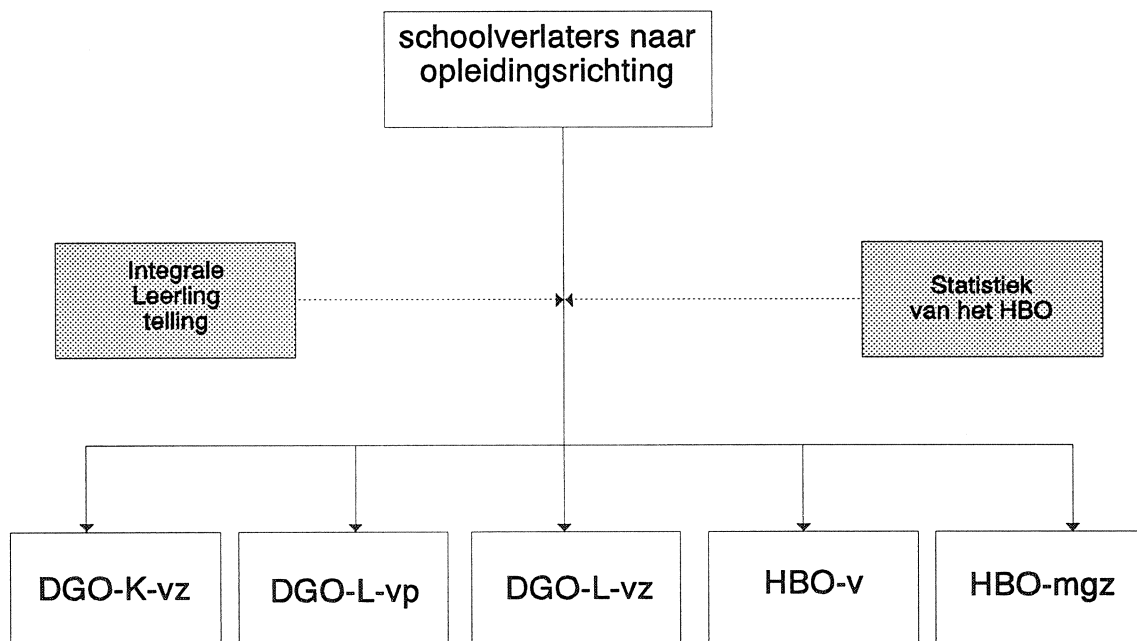 schoolverlaters naar
opleidingsrichting
Integrale
Leerling
telling
Statistiek
van het HBO
DGO-K-vz
DGO-L-vp
DGO-L-vz
HBO-v
HBO-mgz